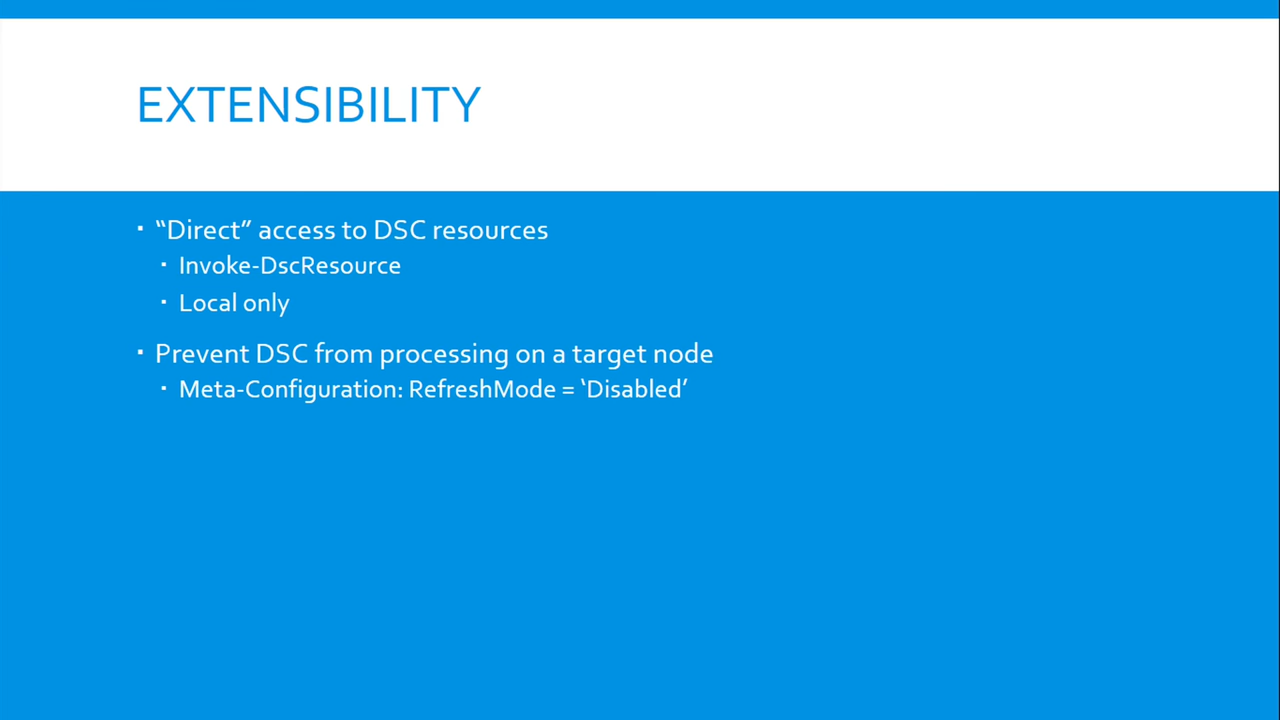 EXTENSIBILITY
▪ “Direct” access to DSC resources
▪ Invoke-DscResource
▪ Local only
▪ Prevent DSC from processing on a target node
▪ Meta-Configuration: RefreshMode = ‘Disabled’